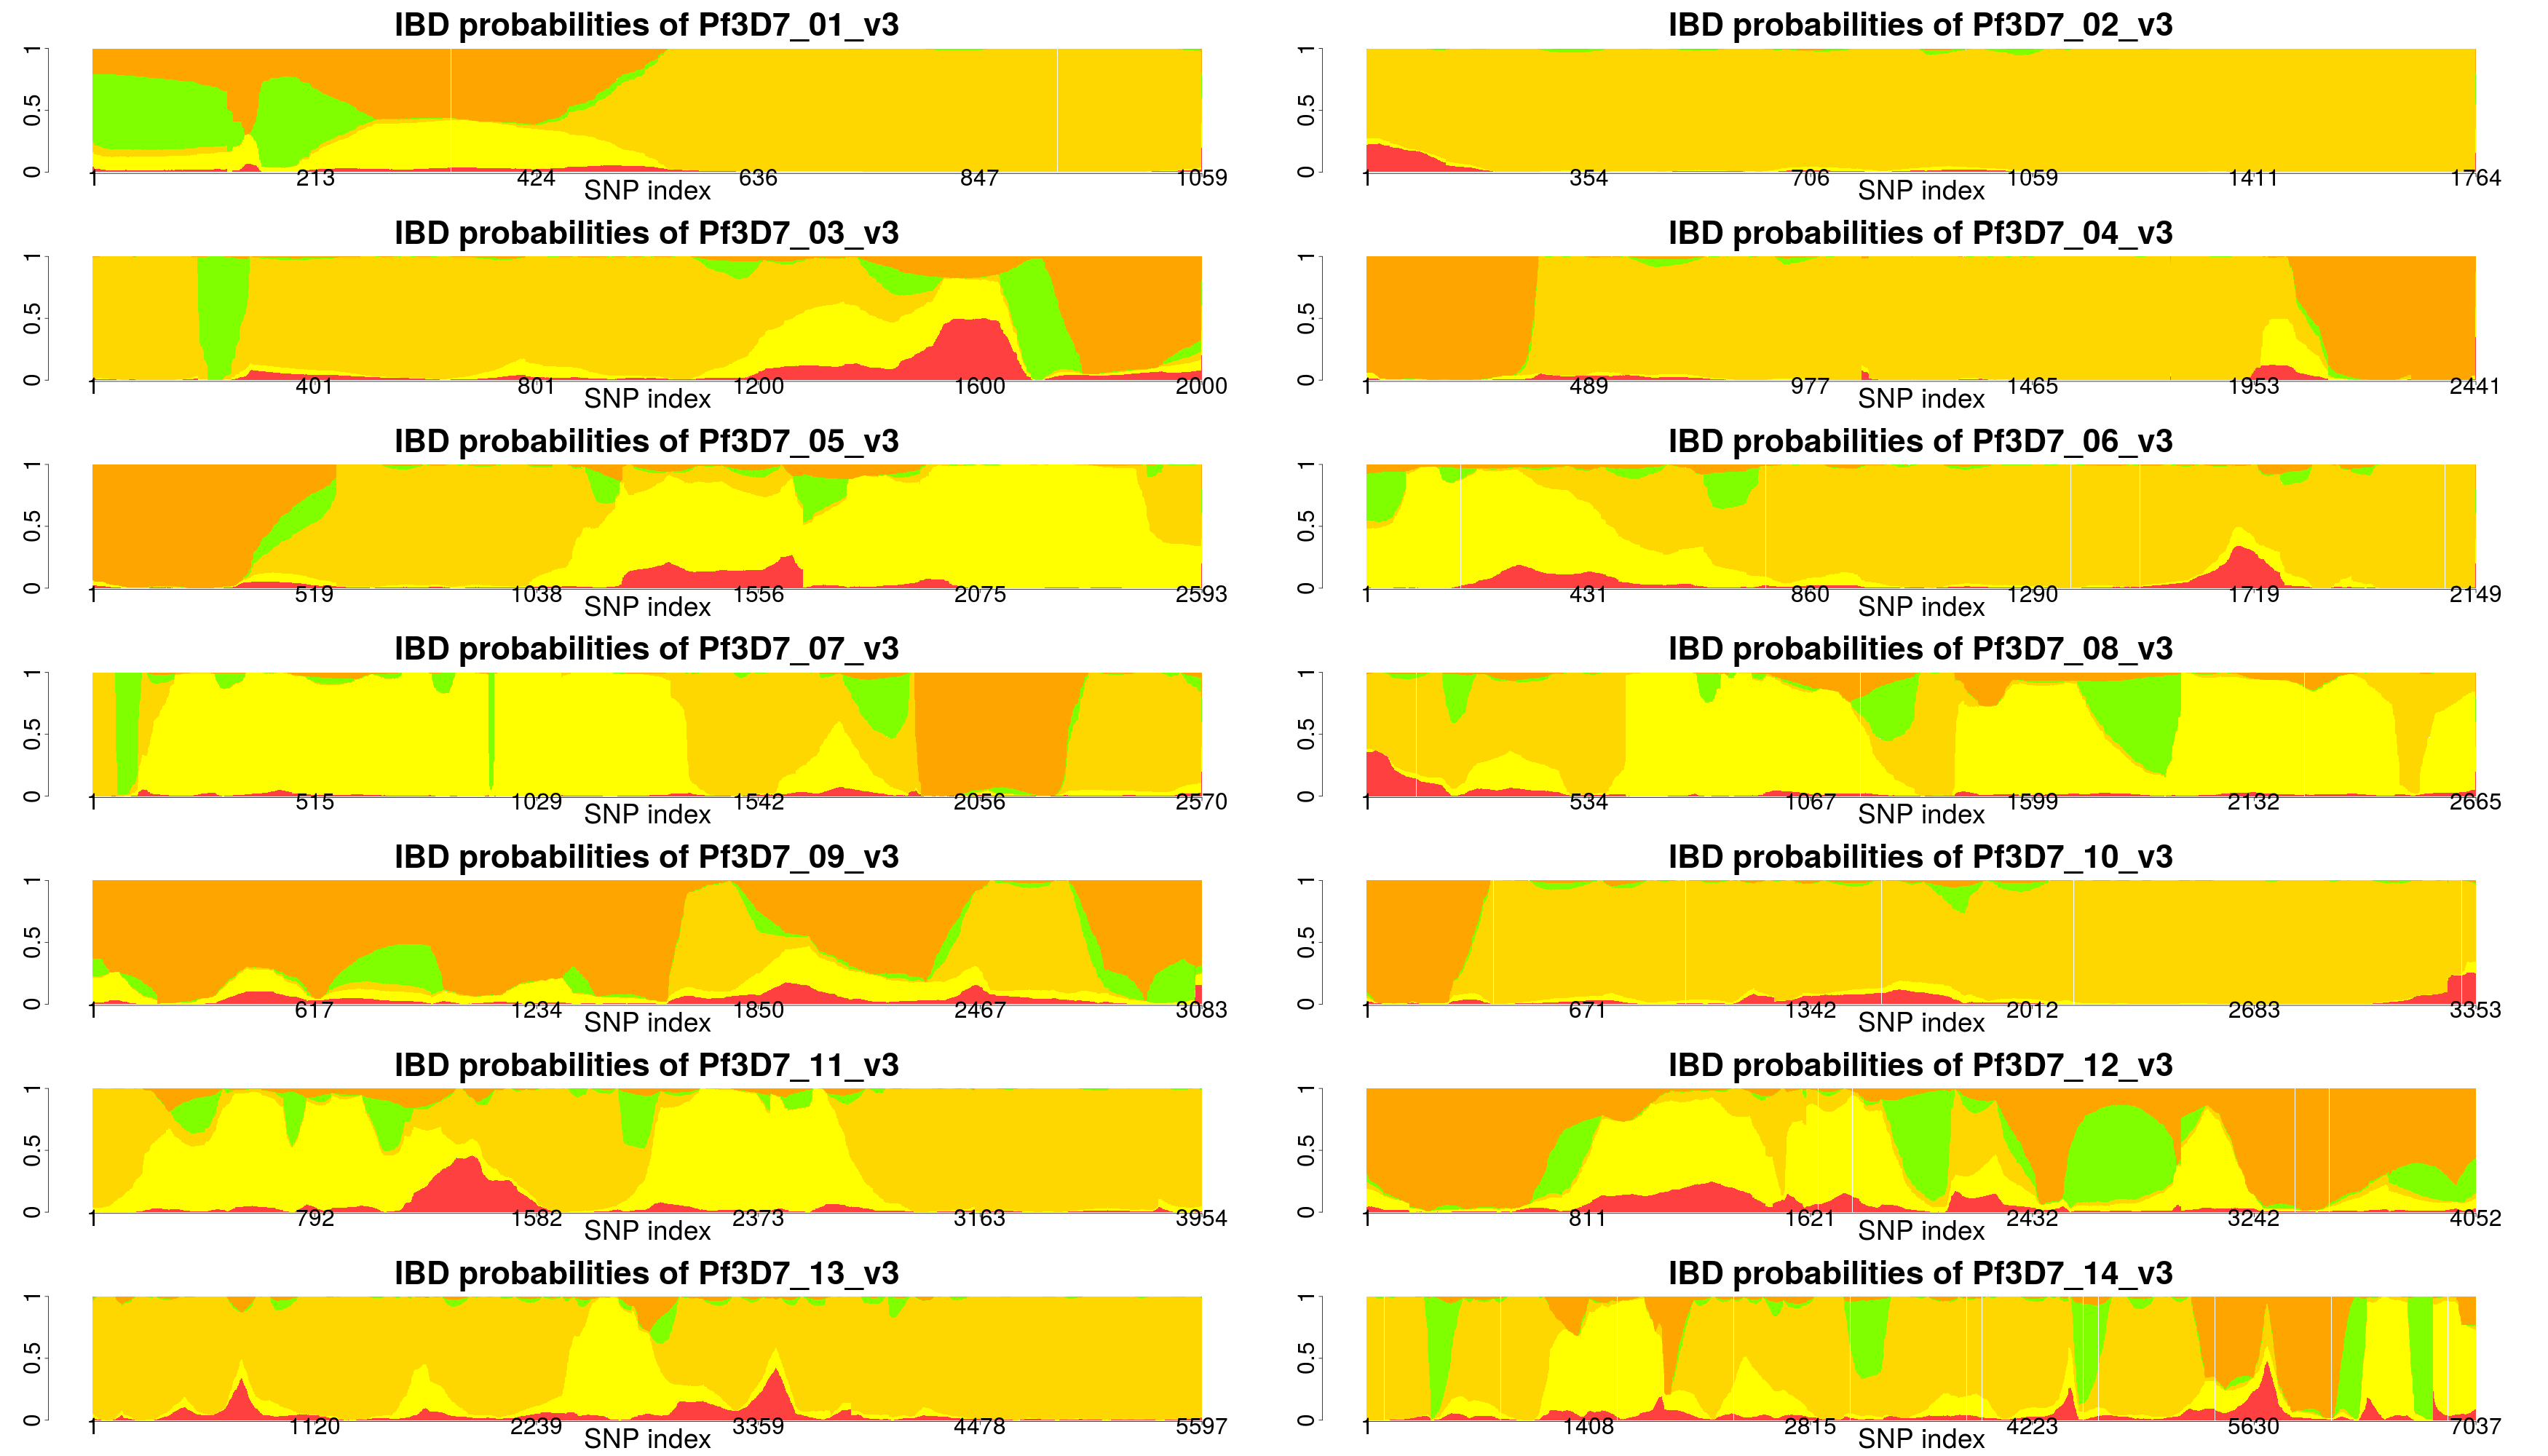 IBD probabilities of Pf3D7_01_v3
1 0.5 0
1 213 424 636 847 1059
SNP index
IBD probabilities of Pf3D7_02_v3
1 0.5 0
1 354 706 1059 1411 1764
SNP index
IBD probabilities of Pf3D7_03_v3
1 0.5 0
1 401 801 1200 1600 2000
SNP index
IBD probabilities of Pf3D7_04_v3
1 0.5 0
1 489 977 1465 1953 2441
SNP index
IBD probabilities of Pf3D7_05_v3
1 0.5 0
1 519 1038 1556 2075 2593
SNP index
IBD probabilities of Pf3D7_06_v3
1 0.5 0
1 431 860 1290 1719 2149
SNP index
IBD probabilities of Pf3D7_07_v3
1 0.5 0
1 515 1029 1542 2056 2570
SNP index
IBD probabilities of Pf3D7_08_v3
1 0.5 0
1 534 1067 1599 2132 2665
SNP index
IBD probabilities of Pf3D7_09_v3
1 0.5 0
1 617 1234 1850 2467 3083
SNP index
IBD probabilities of Pf3D7_10_v3
1 0.5 0
1 671 1342 2012 2683 3353
SNP index
IBD probabilities of Pf3D7_11_v3
1 0.5 0
1 792 1582 2373 3163 3954
SNP index
IBD probabilities of Pf3D7_12_v3
1 0.5 0
1 811 1621 2432 3242 4052
SNP index
IBD probabilities of Pf3D7_13_v3
1 0.5 0
1 1120 2239 3359 4478 5597
SNP index
IBD probabilities of Pf3D7_14_v3
1 0.5 0
1 1408 2815 4223 5630 7037
SNP index